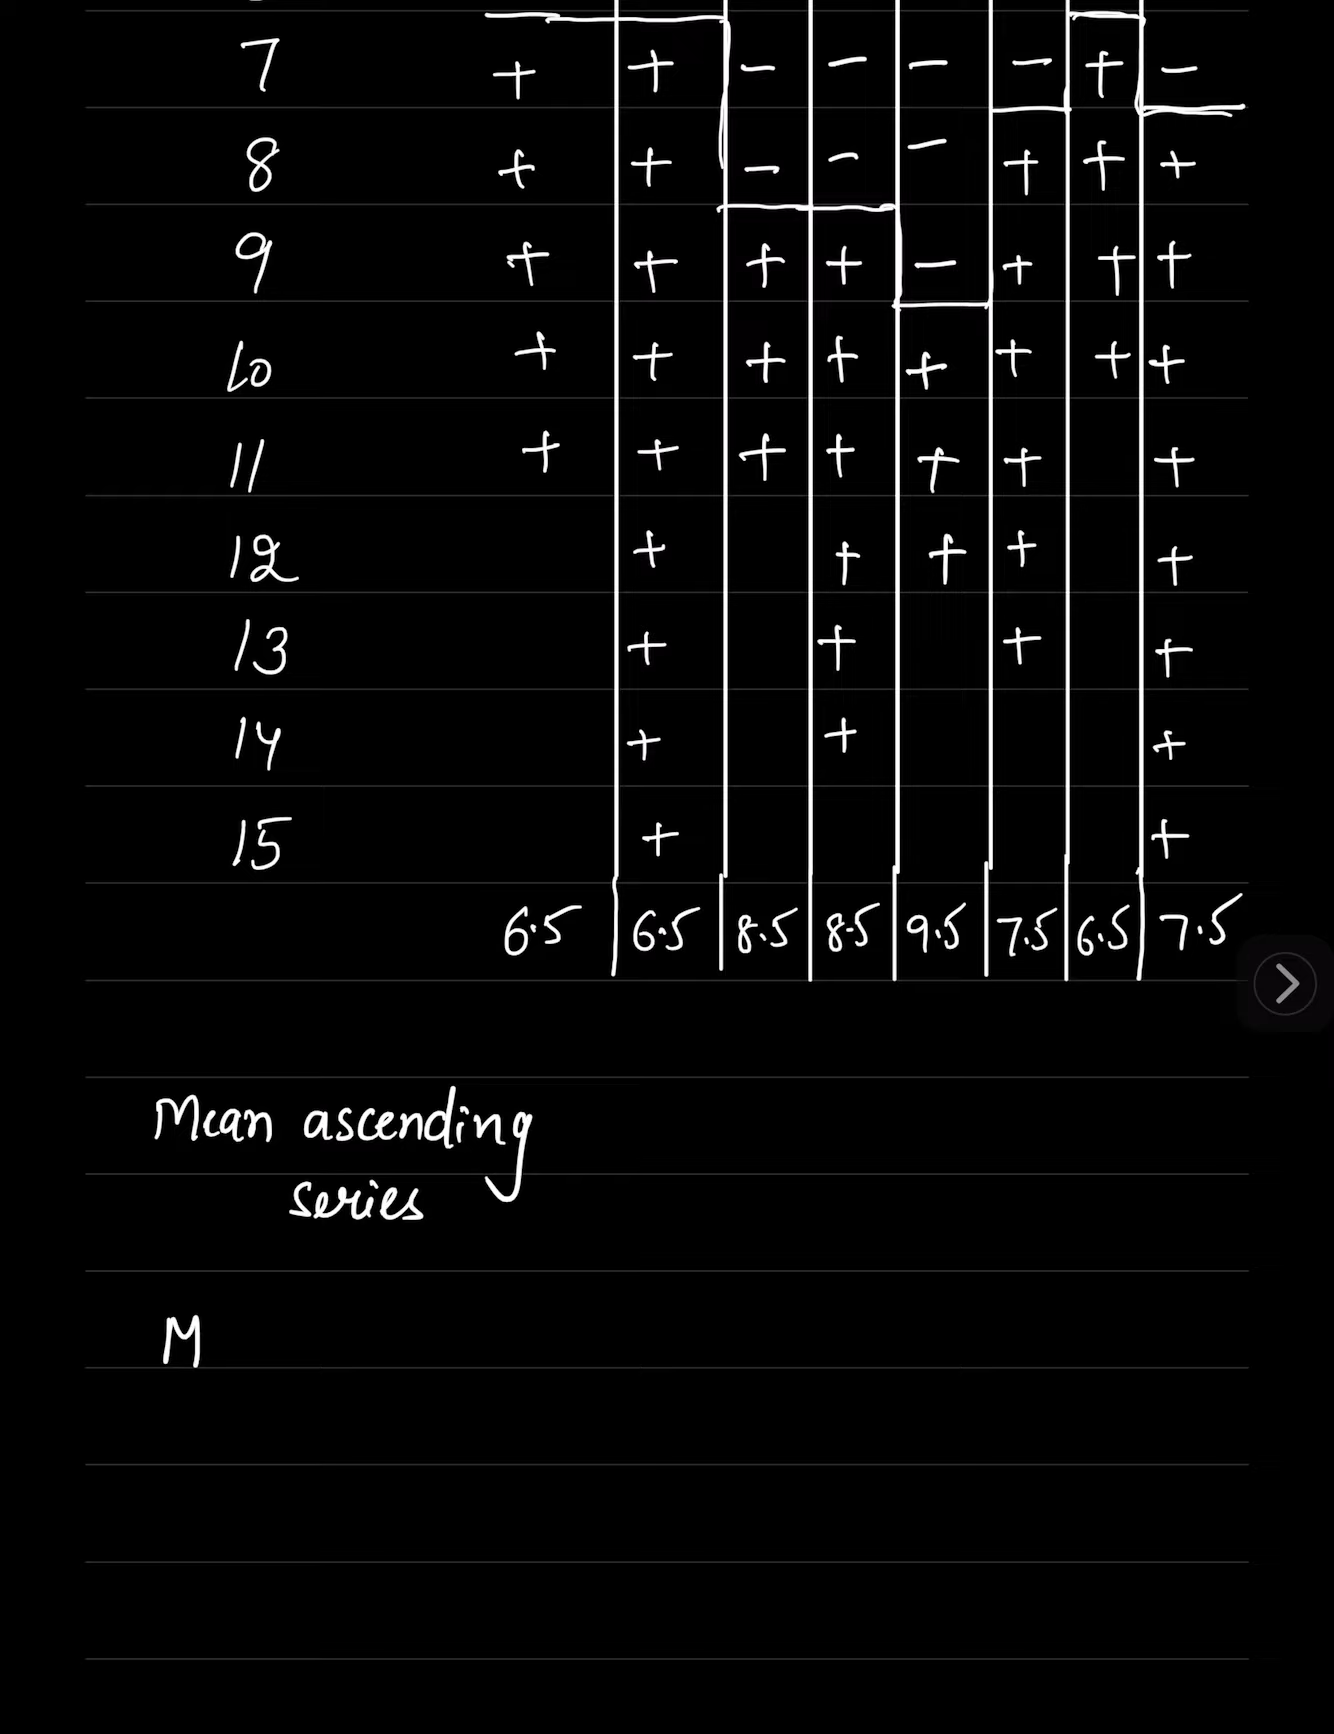 7 + + - - - - + -
8 + + - - - + + +
9 + + + + - + + +
10 + + + + + + + +
11 + + + + + + +
12 + + + + +
13 + + + +
14 + + +
15 + +
6.5 6.5 8.5 8.5 9.5 7.5 6.5 7.5
Mean ascending
series
M